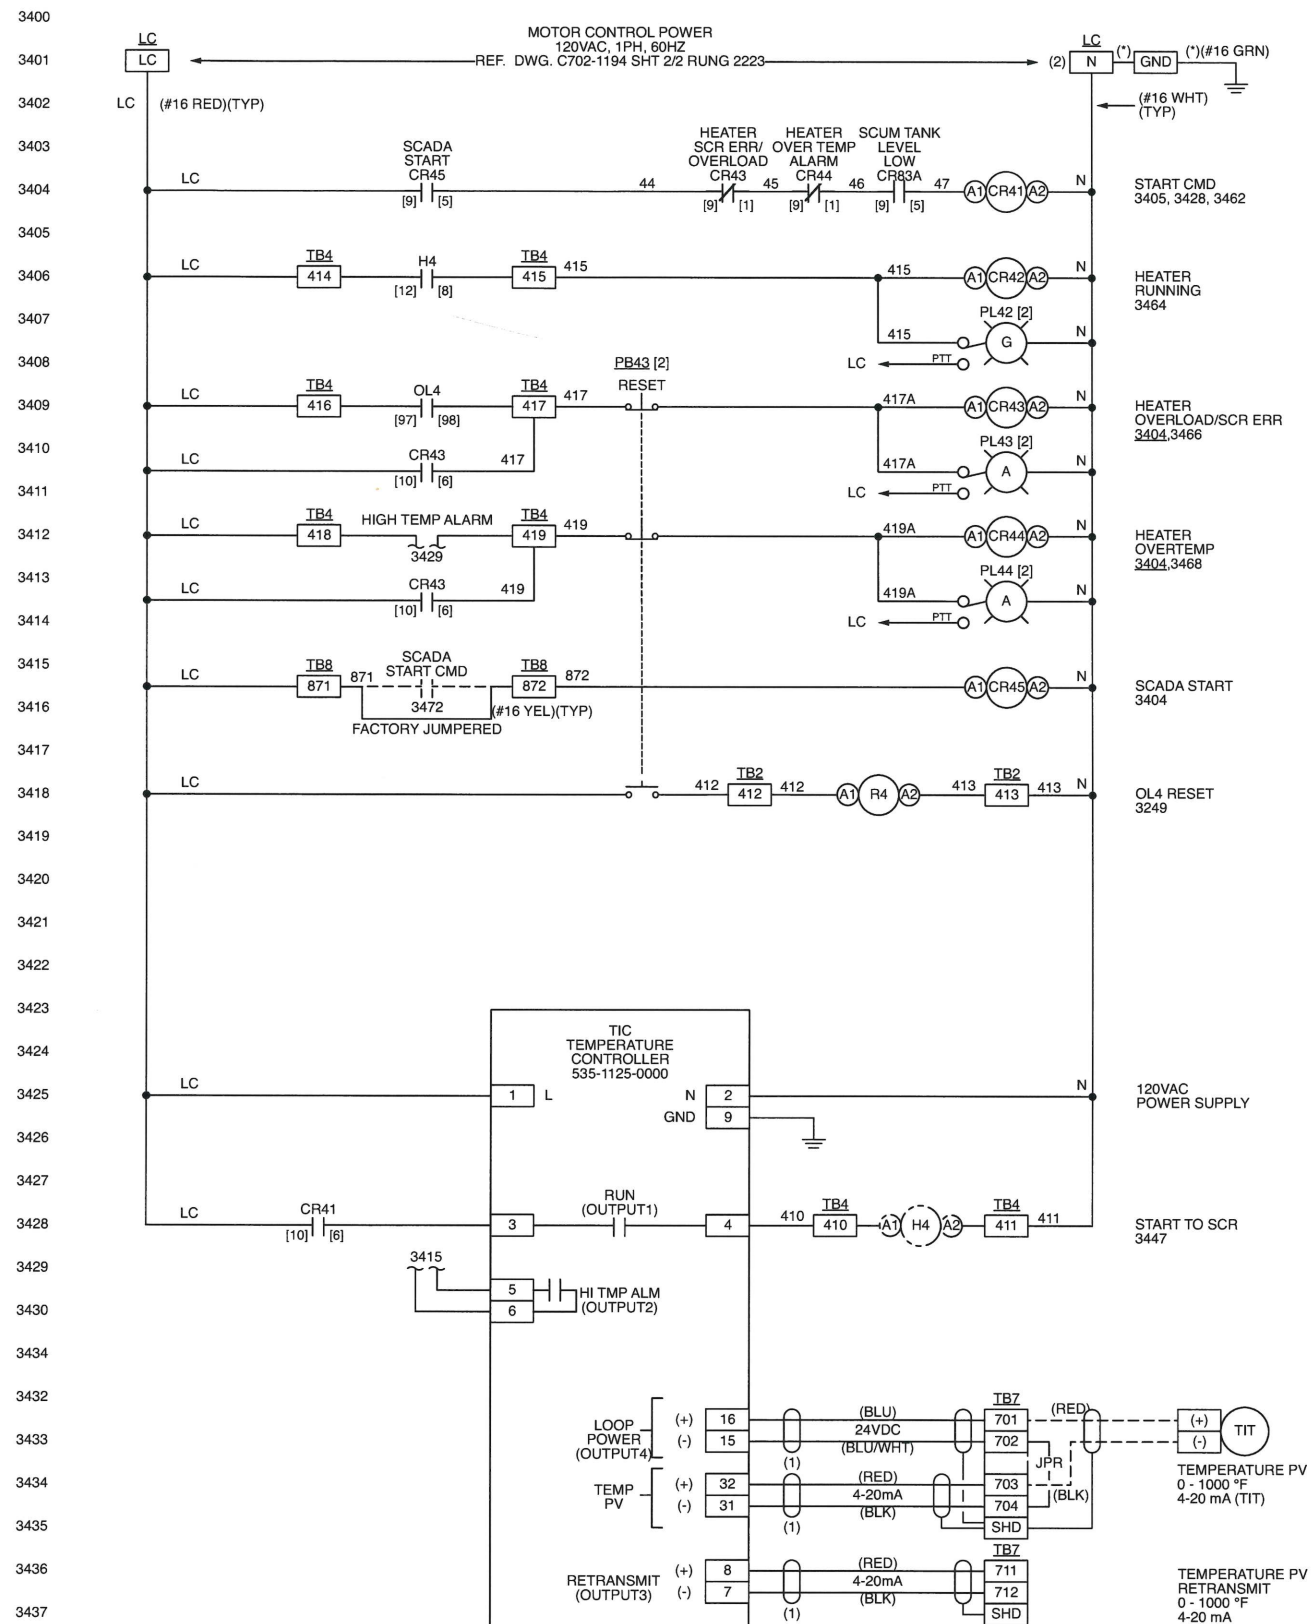 3400
MOTOR CONTROL POWER
120VAC, 1PH, 60HZ
REF. DWG. C702-1194 SHT 2/2 RUNG 2223
3401
LC
LC
LC
(2)
N
(*)
GND
(*)(#16 GRN)
3402
LC
(#16 RED)(TYP)
(#16 WHT)
(TYP)
3403
3404
LC
SCADA
START
CR45
[9] [5]
44
HEATER
SCR ERR/
OVERLOAD
CR43
[9] [1]
45
HEATER
OVER TEMP
ALARM
CR44
[9] [1]
46
SCUM TANK
LEVEL
LOW
CR83A
[9] [5]
47
A1 CR41 A2
N
START CMD
3405, 3428, 3462
3405
3406
LC
TB4
414
H4
[12] [8]
TB4
415
415
415
A1 CR42 A2
N
HEATER
RUNNING
3464
3407
415
PL42 [2]
G
N
3408
LC
PTT
PB43 [2]
RESET
3409
LC
TB4
416
OL4
[97] [98]
TB4
417
417
417A
A1 CR43 A2
N
HEATER
OVERLOAD/SCR ERR
3404,3466
3410
LC
CR43
[10] [6]
417
417A
PL43 [2]
A
N
3411
LC
PTT
3412
LC
TB4
418
HIGH TEMP ALARM
3429
TB4
419
419
419A
A1 CR44 A2
N
HEATER
OVERTEMP
3404,3468
3413
LC
CR43
[10] [6]
419
419A
PL44 [2]
A
N
3414
LC
PTT
3415
LC
TB8
871
871
SCADA
START CMD
3472
TB8
872
872
A1 CR45 A2
N
SCADA START
3404
3416
(#16 YEL)(TYP)
FACTORY JUMPERED
3417
3418
LC
412
TB2
412
412
A1 R4 A2
413
TB2
413
413
N
OL4 RESET
3249
3419
3420
3421
3422
3423
3424
TIC
TEMPERATURE
CONTROLLER
535-1125-0000
3425
LC
1
L
N
2
N
120VAC
POWER SUPPLY
GND
9
3426
3427
3428
LC
CR41
[10] [6]
3
RUN
(OUTPUT1)
4
410
TB4
410
A1 H4 A2
TB4
411
411
START TO SCR
3447
3429
3415
5
HI TMP ALM
(OUTPUT2)
3430
6
3434
3432
LOOP
POWER
(OUTPUT4)
(+)
16
(BLU)
24VDC
TB7
701
(RED)
(+)
TIT
3433
(-)
15
(BLU/WHT)
(1)
702
JPR
(-)
TEMPERATURE PV
0 - 1000 °F
4-20 mA (TIT)
3434
TEMP
PV
(+)
32
(RED)
4-20mA
703
(BLK)
(-)
31
(BLK)
704
3435
(1)
SHD
3436
RETRANSMIT
(OUTPUT3)
(+)
8
(RED)
4-20mA
TB7
711
TEMPERATURE PV
RETRANSMIT
0 - 1000 °F
4-20 mA
(-)
7
(BLK)
712
3437
(1)
SHD